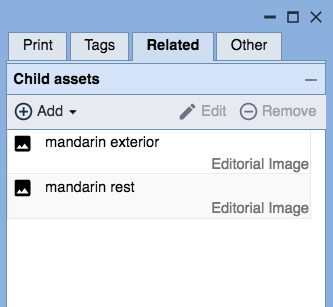 Print Tags Related Other
Child assets
Add Edit Remove
mandarin exterior
Editorial Image
mandarin rest
Editorial Image